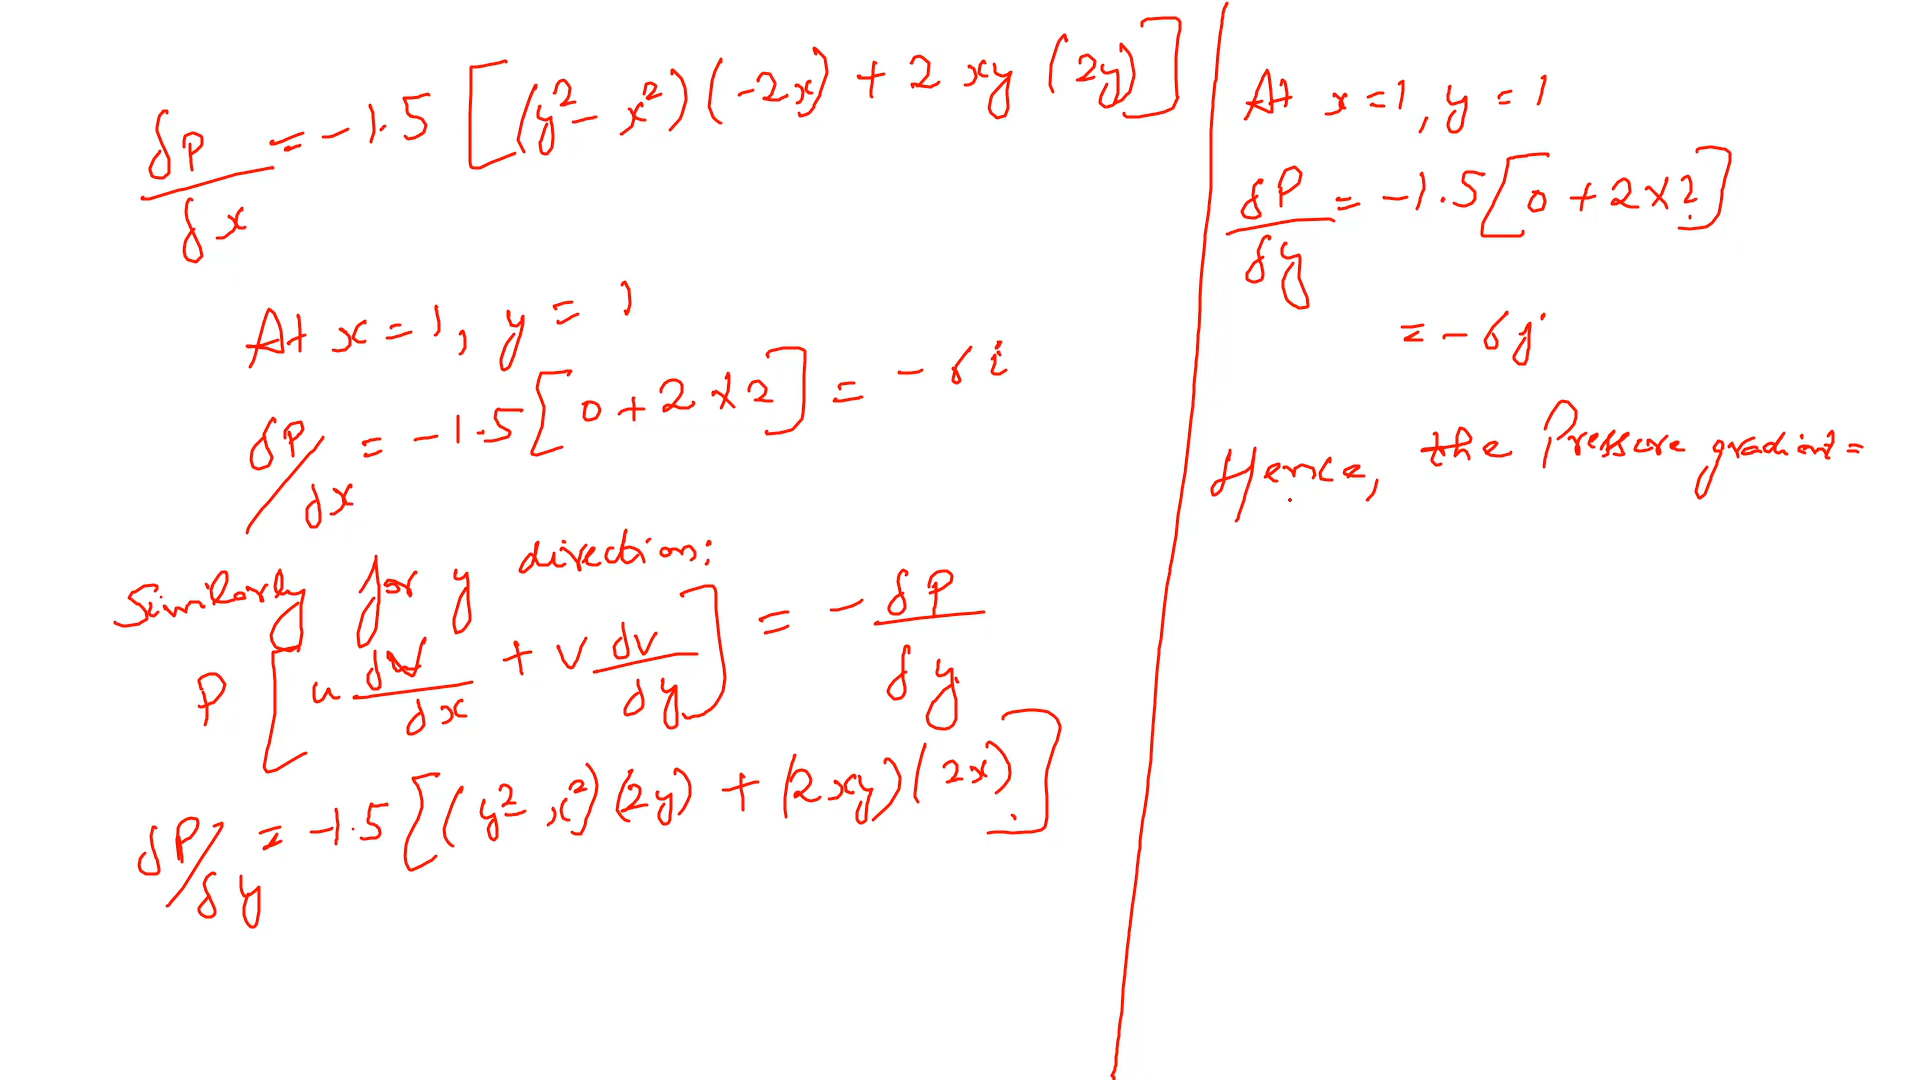 δP/δx = -1.5 [(y² - x²)(-2x) + 2xy (2y)]
At x = 1, y = 1
δP/δx = -1.5 [0 + 2 × 2] = -6i
Similarly for y direction:
P [u dv/dx + v dv/dy] = - δP/δy
δP/δy = -1.5 [(y² - x²)(2y) + (2xy)(2x)]
At x = 1, y = 1
δP/δy = -1.5 [0 + 2 × 2]
= -6j
Hence, the Pressure gradient =